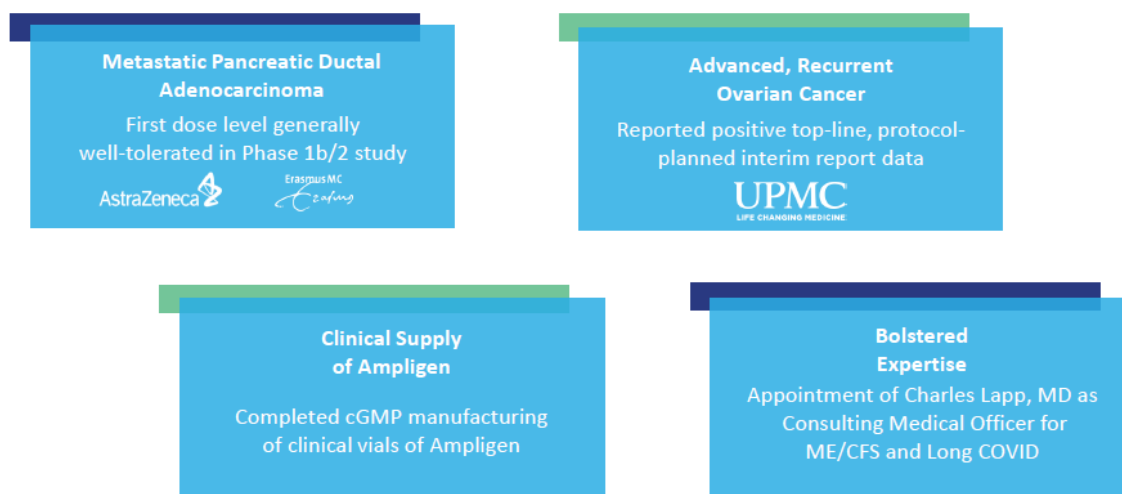 Metastatic Pancreatic Ductal
Adenocarcinoma
First dose level generally
well-tolerated in Phase 1b/2 study
AstraZeneca
Erasmus MC
Erasmus
Advanced, Recurrent
Ovarian Cancer
Reported positive top-line, protocol-
planned interim report data
UPMC
LIFE CHANGING MEDICINE
Clinical Supply
of Ampligen
Completed cGMP manufacturing
of clinical vials of Ampligen
Bolstered
Expertise
Appointment of Charles Lapp, MD as
Consulting Medical Officer for
ME/CFS and Long COVID